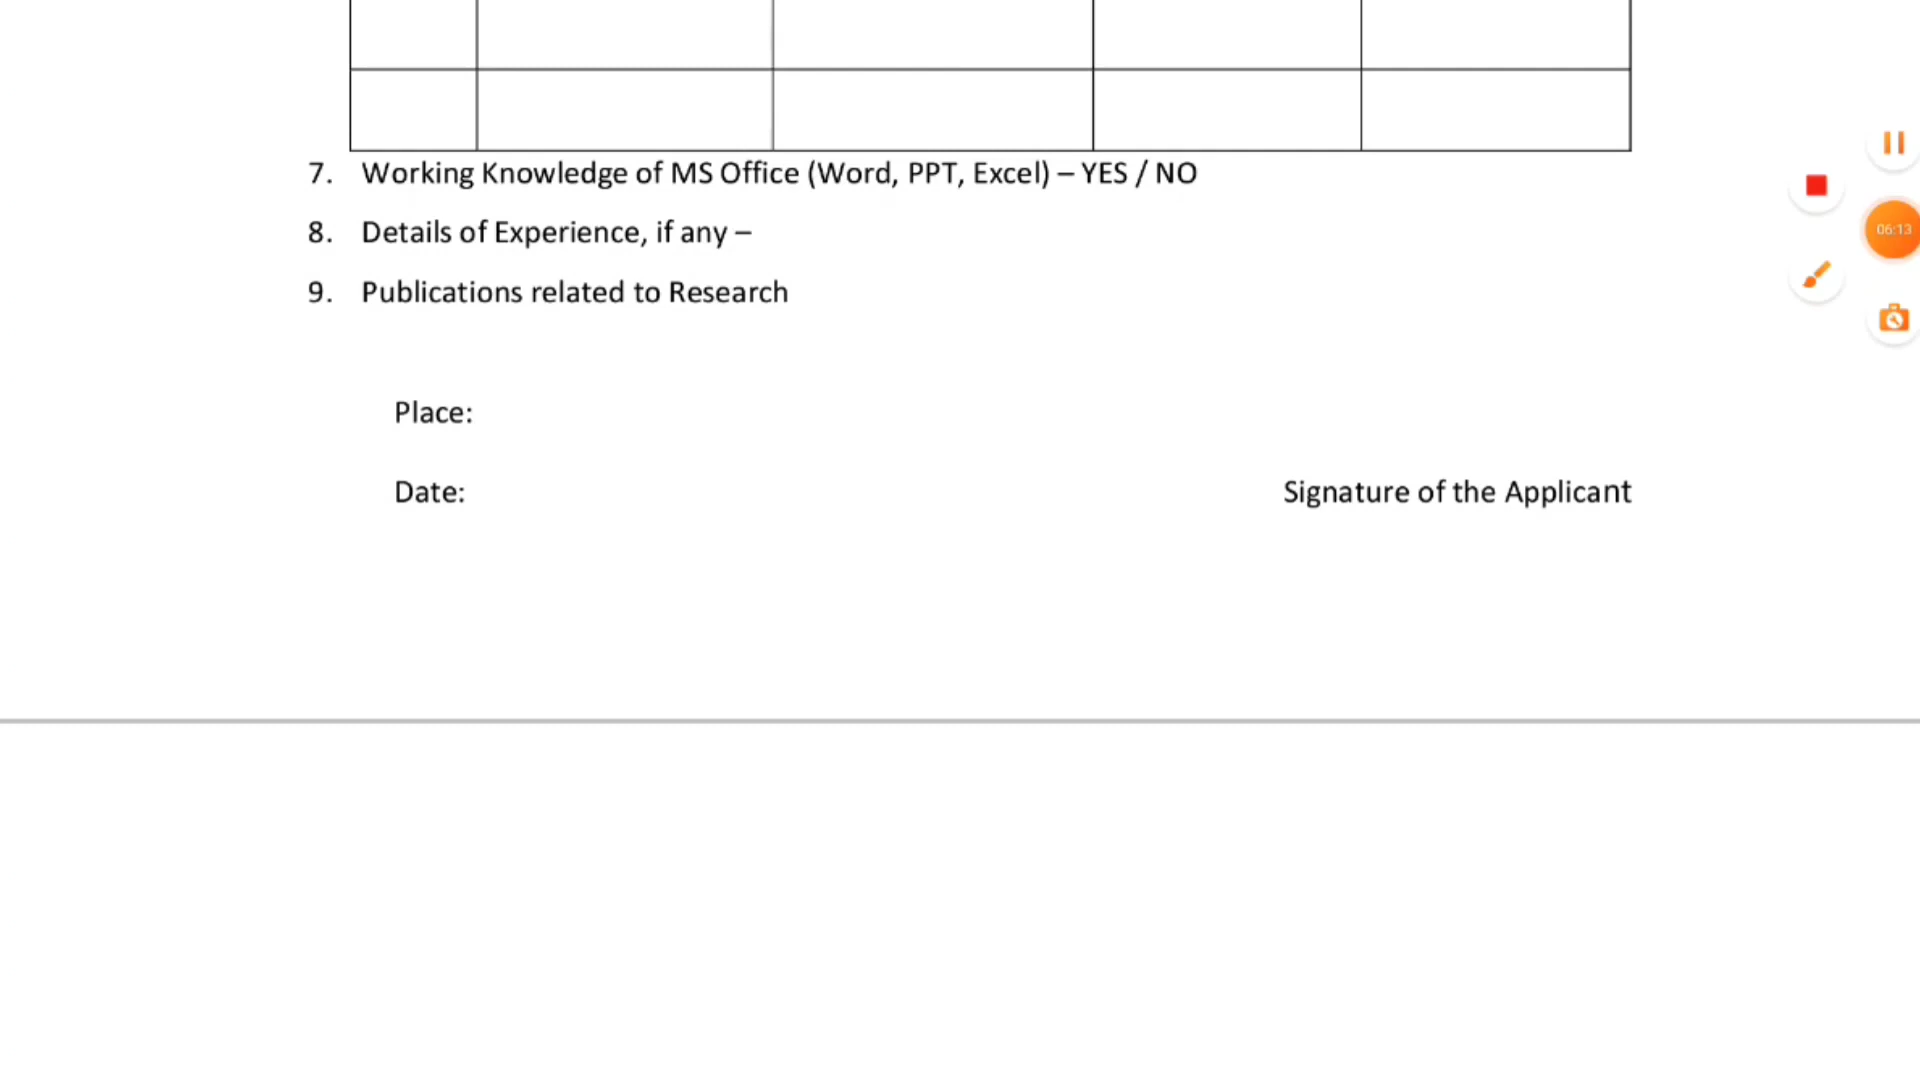 7. Working Knowledge of MS Office (Word, PPT, Excel) – YES / NO
8. Details of Experience, if any –
9. Publications related to Research
Place:
Date:
Signature of the Applicant
06:13